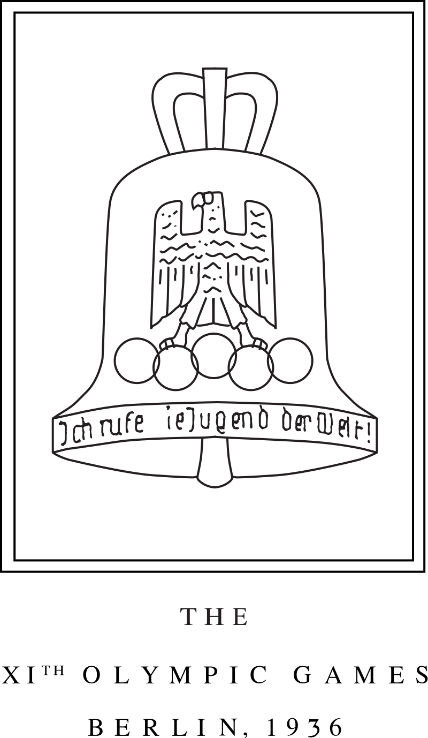 Ich rufe ie Jugend der Welt!
THE
XITH OLYMPIC GAMES
BERLIN, 1936